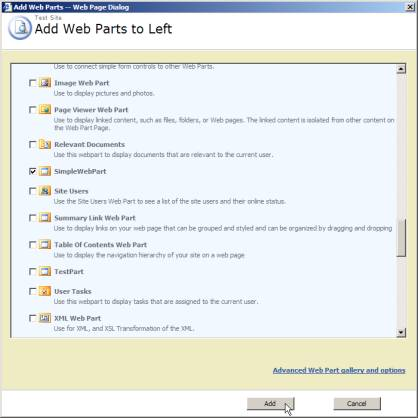 Add Web Parts -- Web Page Dialog
Test Site
Add Web Parts to Left
Use to connect simple form controls to other Web Parts.
Image Web Part
Use to display pictures and photos.
Page Viewer Web Part
Use to display linked content, such as files, folders, or Web pages. The linked content is isolated from other content on
the Web Part Page.
Relevant Documents
Use this webpart to display documents that are relevant to the current user.
SimpleWebPart
Site Users
Use the Site Users Web Part to see a list of the site users and their online status.
Summary Link Web Part
Use to display links on your web page that can be grouped and styled and can be organized by dragging and dropping
Table Of Contents Web Part
Use to display the navigation hierarchy of your site on a web page
TestPart
User Tasks
Use this webpart to display tasks that are assigned to the current user.
XML Web Part
Use for XML, and XSL Transformation of the XML.
Advanced Web Part gallery and options
Add Cancel